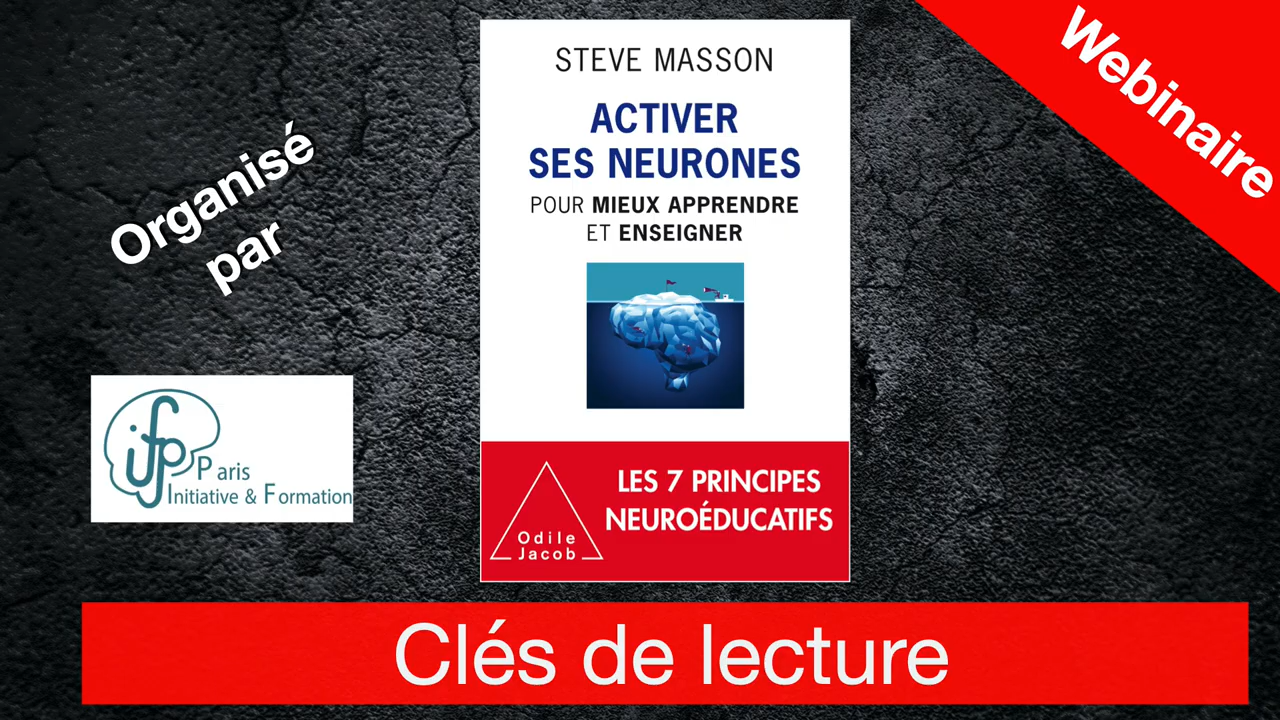 Webinaire
Organisé
par
STEVE MASSON
ACTIVER
SES NEURONES
POUR MIEUX APPRENDRE
ET ENSEIGNER
LES 7 PRINCIPES
NEUROÉDUCATIFS
Odile
Jacob
ifp
Paris
Initiative & Formation
Clés de lecture